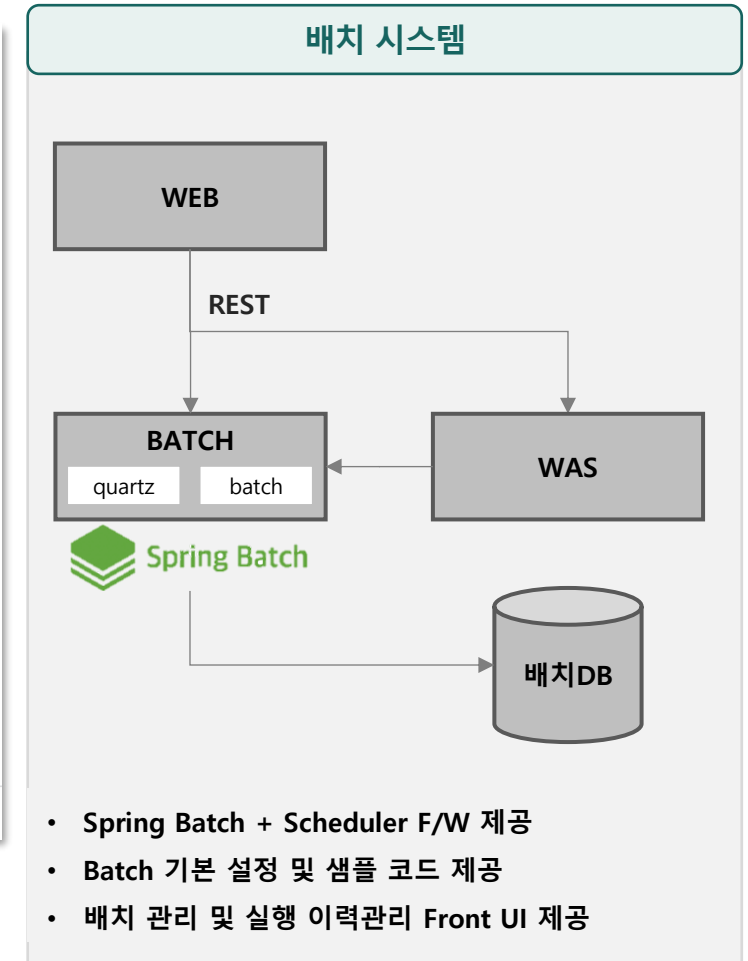 배치 시스템
WEB
REST
BATCH
quartz batch
WAS
Spring Batch
배치DB
• Spring Batch + Scheduler F/W 제공
• Batch 기본 설정 및 샘플 코드 제공
• 배치 관리 및 실행 이력관리 Front UI 제공